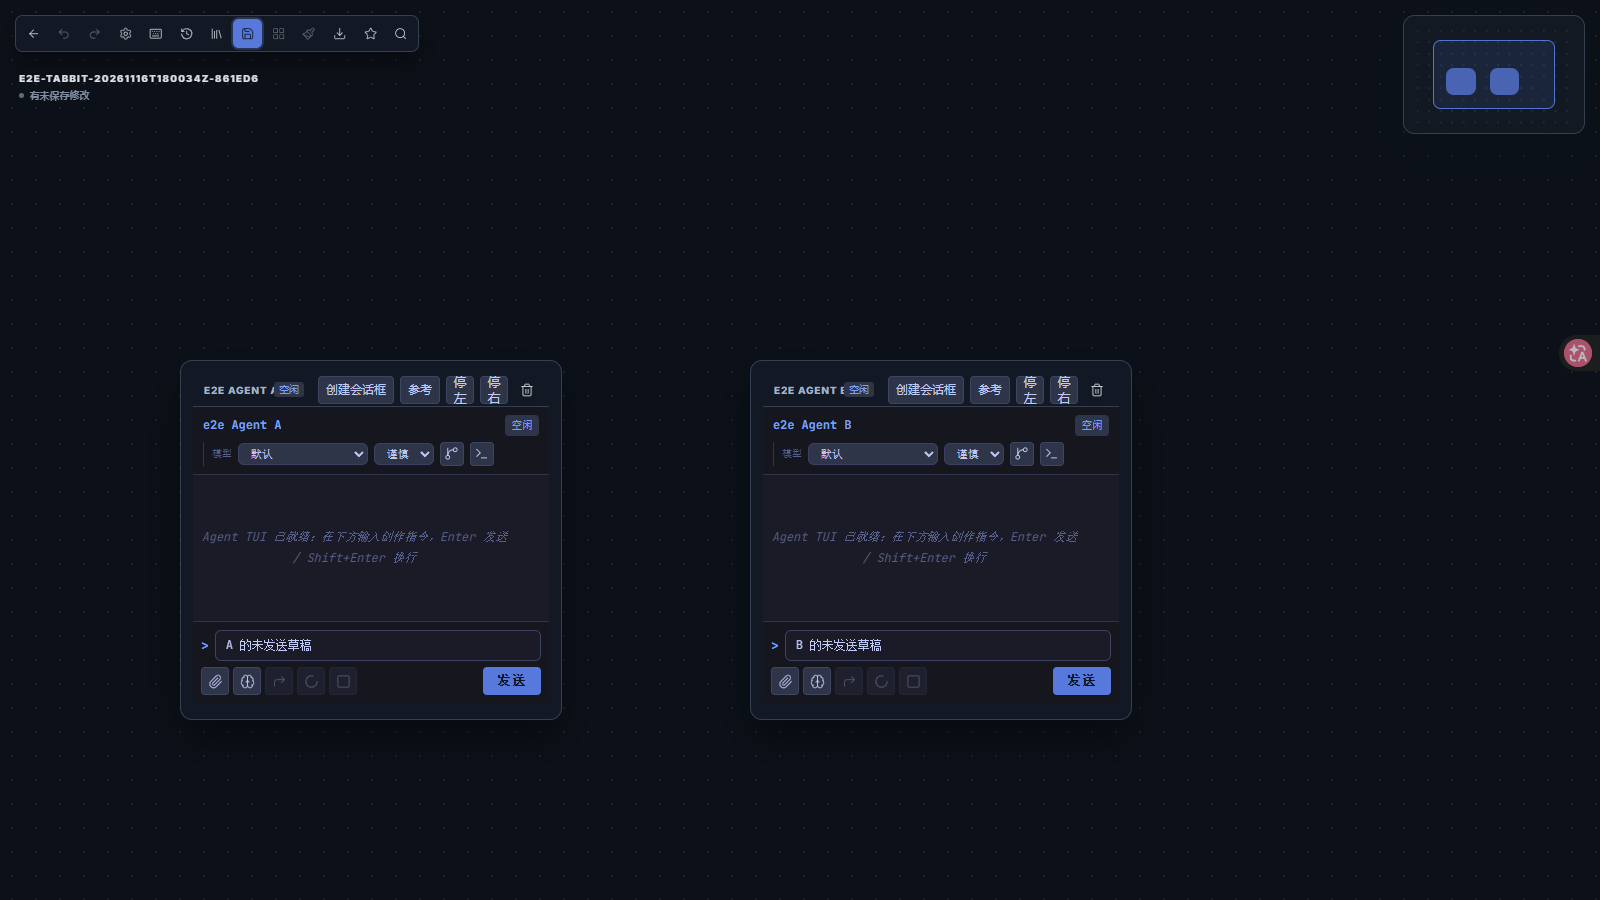 E2E-TABBIT-20261116T180034Z-861ED6
有未保存修改
E2E AGENT A 空闲 创建会话框 参考 停左 停右
e2e Agent A 空闲
模型 默认 谨慎
Agent TUI 已就绪；在下方输入创作指令，Enter 发送
/ Shift+Enter 换行
> A 的未发送草稿
发送
E2E AGENT 空闲 创建会话框 参考 停左 停右
e2e Agent B 空闲
模型 默认 谨慎
Agent TUI 已就绪；在下方输入创作指令，Enter 发送
/ Shift+Enter 换行
> B 的未发送草稿
发送